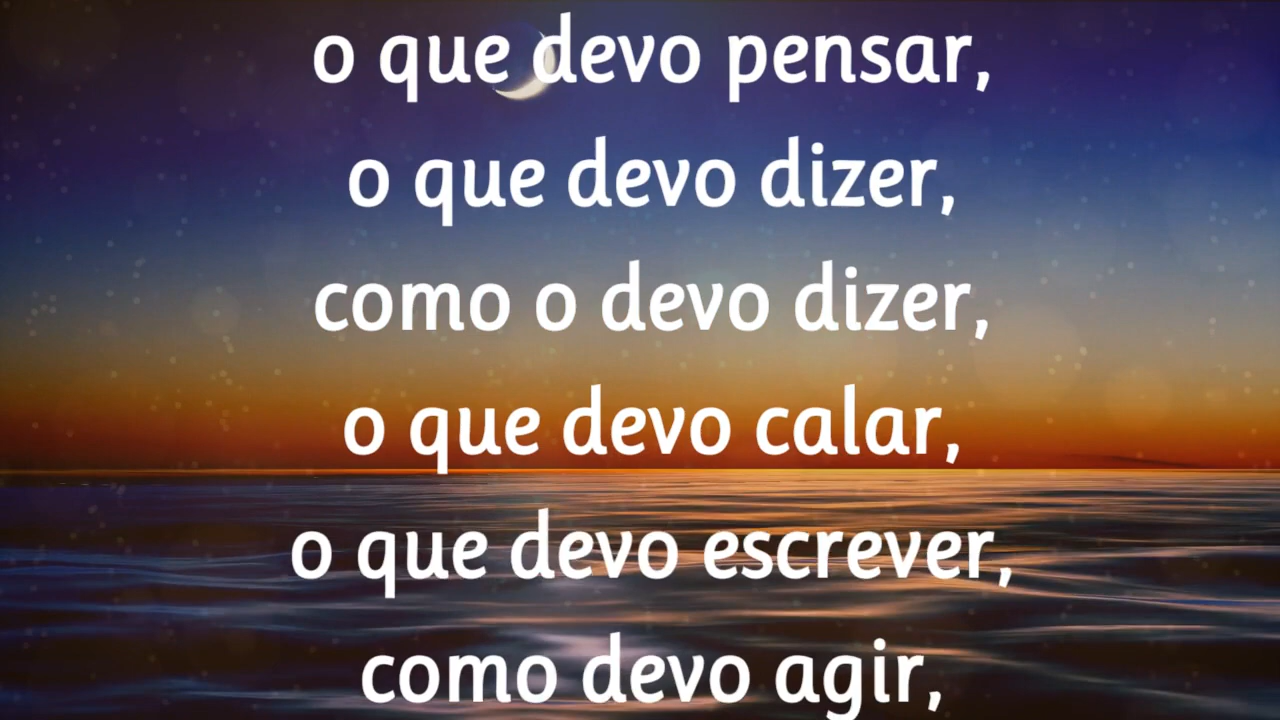 o que devo pensar,
o que devo dizer,
como o devo dizer,
o que devo calar,
o que devo escrever,
como devo agir,